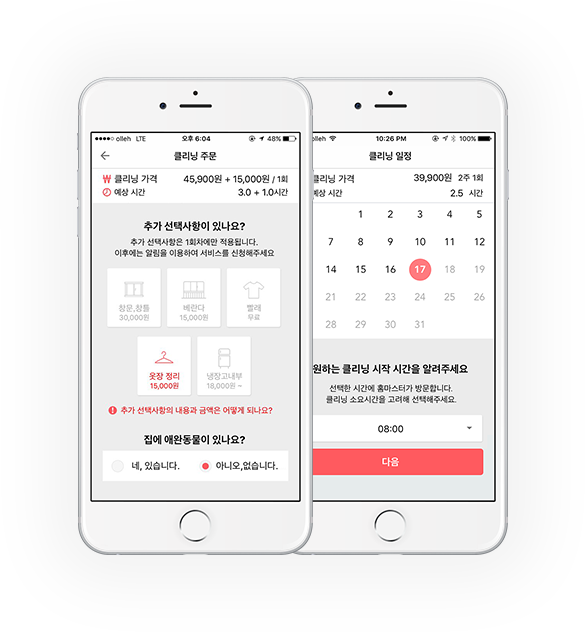 olleh LTE 오후 6:04 48%
클리닝 주문
₩ 클리닝 가격 45,900원 + 15,000원 / 1회
예상 시간 3.0 + 1.0시간
추가 선택사항이 있나요?
추가 선택사항은 1회차에만 적용됩니다.
이후에는 알림을 이용하여 서비스를 신청해주세요
창문,창틀
30,000원
베란다
15,000원
빨래
무료
옷장 정리
15,000원
냉장고내부
18,000원 ~
! 추가 선택사항의 내용과 금액은 어떻게 되나요?
집에 애완동물이 있나요?
네, 있습니다.
아니오,없습니다.
olleh 10:26 PM 100%
클리닝 일정
클리닝 가격 39,900원 2주 1회
예상 시간 2.5 시간
1 2 3 4 5
7 8 9 10 11 12
14 15 16 17 18 19
21 22 23 24 25 26
28 29 30 31
원하는 클리닝 시작 시간을 알려주세요
선택한 시간에 홈마스터가 방문합니다.
클리닝 소요시간을 고려해 선택해주세요.
08:00
다음